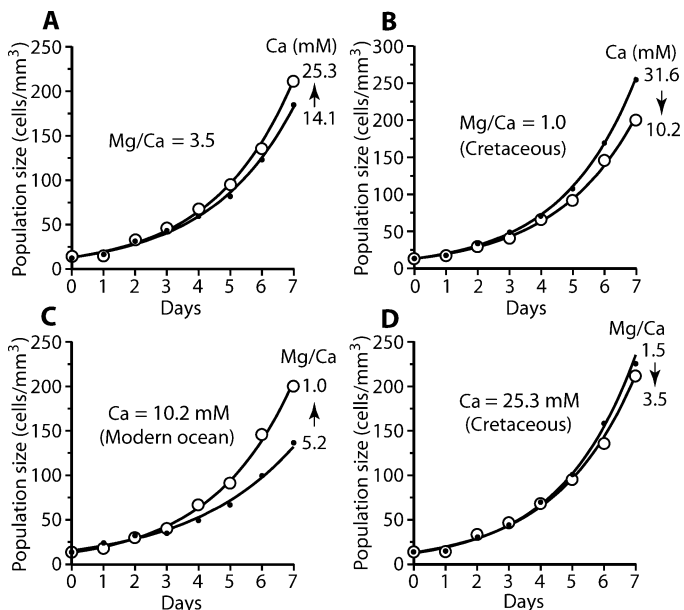 A
Population size (cells/mm³)
250
200
150
100
50
0
0 1 2 3 4 5 6 7
Days
Mg/Ca = 3.5
Ca (mM)
25.3
14.1
B
Population size (cells/mm³)
300
250
200
150
100
50
0
0 1 2 3 4 5 6 7
Days
Mg/Ca = 1.0
(Cretaceous)
Ca (mM)
31.6
10.2
C
Population size (cells/mm³)
250
200
150
100
50
0
0 1 2 3 4 5 6 7
Days
Ca = 10.2 mM
(Modern ocean)
Mg/Ca
1.0
5.2
D
Population size (cells/mm³)
250
200
150
100
50
0
0 1 2 3 4 5 6 7
Days
Ca = 25.3 mM
(Cretaceous)
Mg/Ca
1.5
3.5